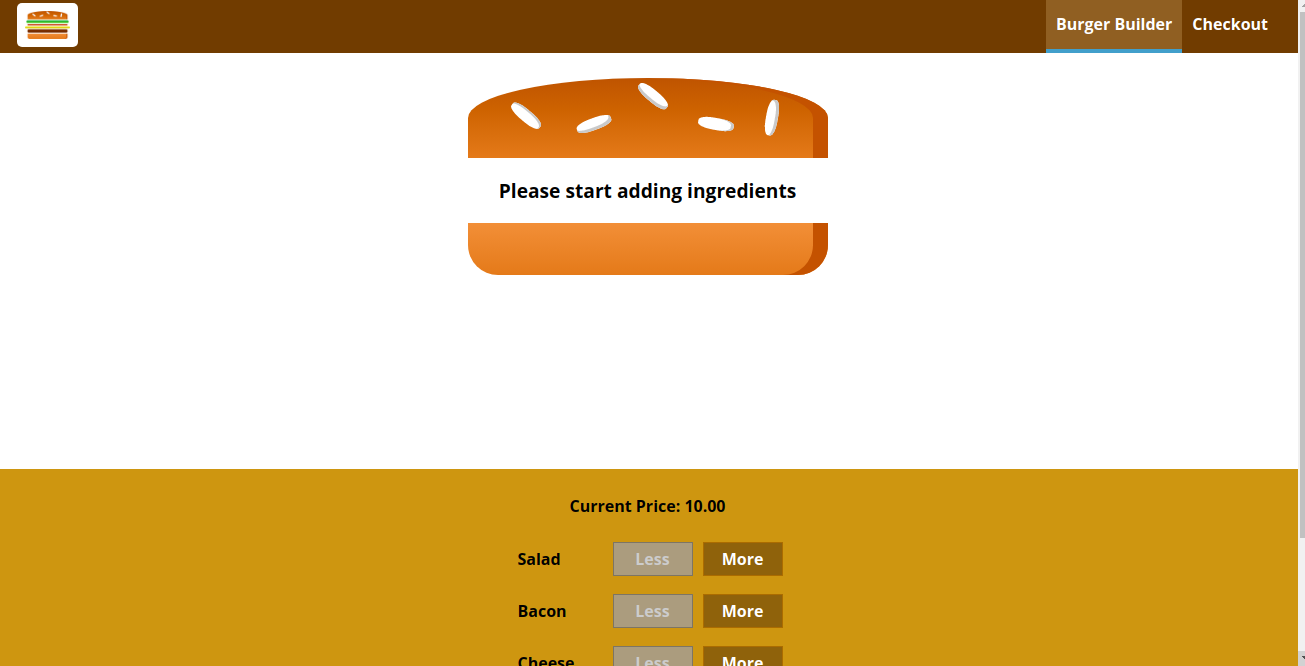 Burger Builder
Checkout
Please start adding ingredients
Current Price: 10.00
Salad Less More
Bacon Less More
Cheese Less More